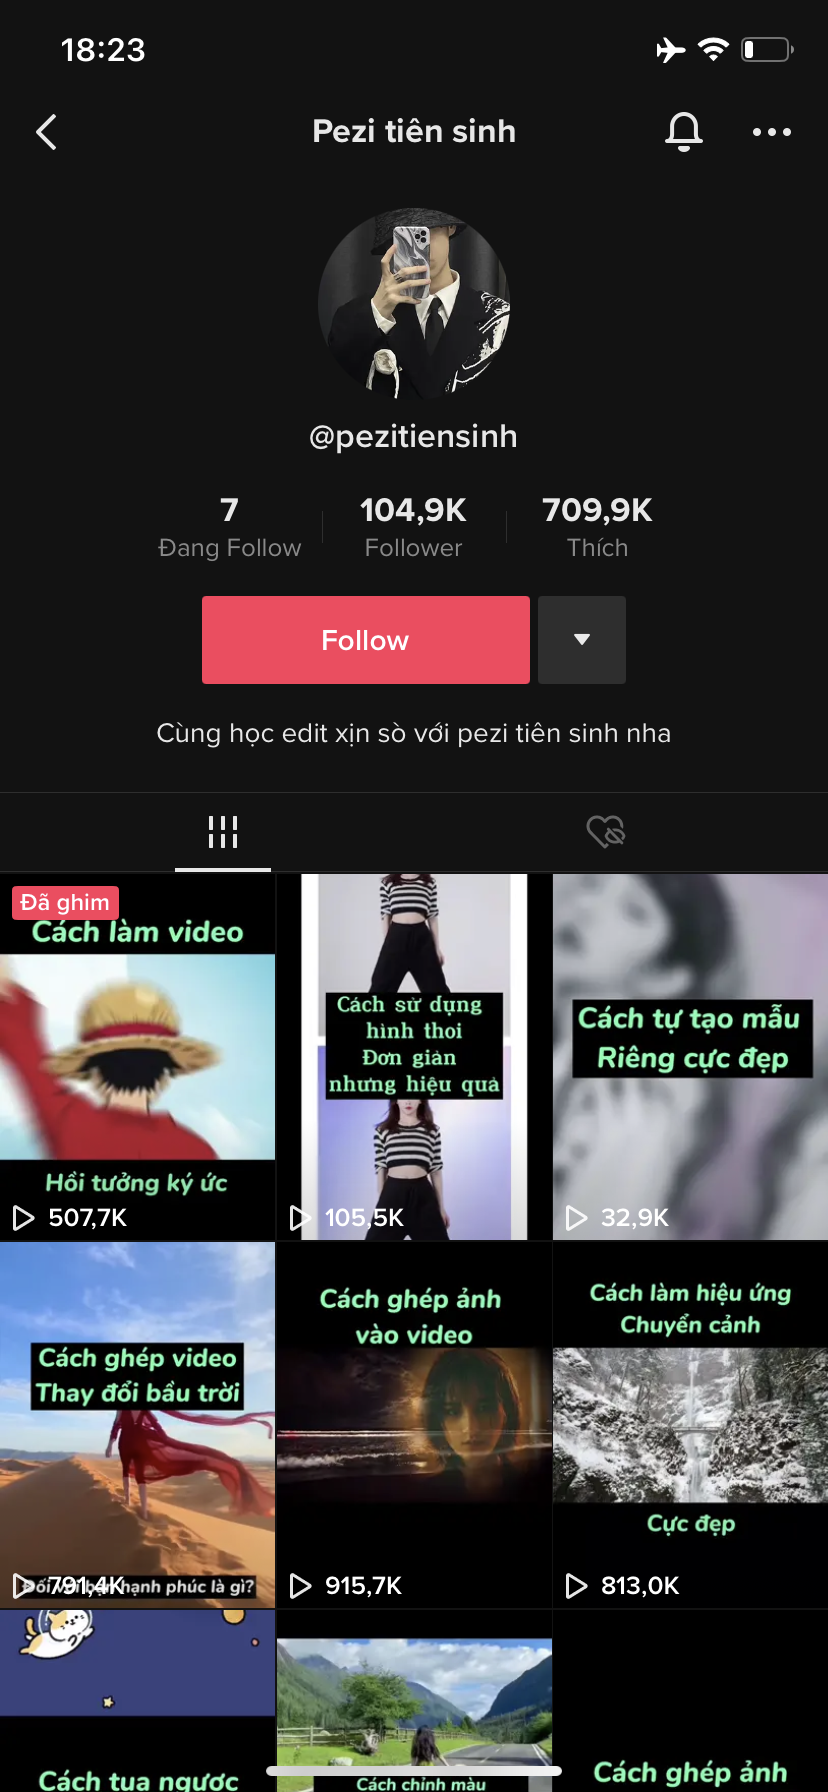 18:23
Pezi tiên sinh
@pezitiensinh
7
Đang Follow
104,9K
Follower
709,9K
Thích
Follow
Cùng học edit xịn sò với pezi tiên sinh nha
Đã ghim
Cách làm video
Hồi tưởng ký ức
507,7K
Cách sử dụng
hình thoi
Đơn giản
nhưng hiệu quả
105,5K
Cách tự tạo mẫu
Riêng cực đẹp
32,9K
Cách ghép video
Thay đổi bầu trời
Đối với bạn hạnh phúc là gì?
791,4K
Cách ghép ảnh
vào video
915,7K
Cách làm hiệu ứng
Chuyển cảnh
Cực đẹp
813,0K
Cách tua ngược
Cách chỉnh màu
Cách ghép ảnh